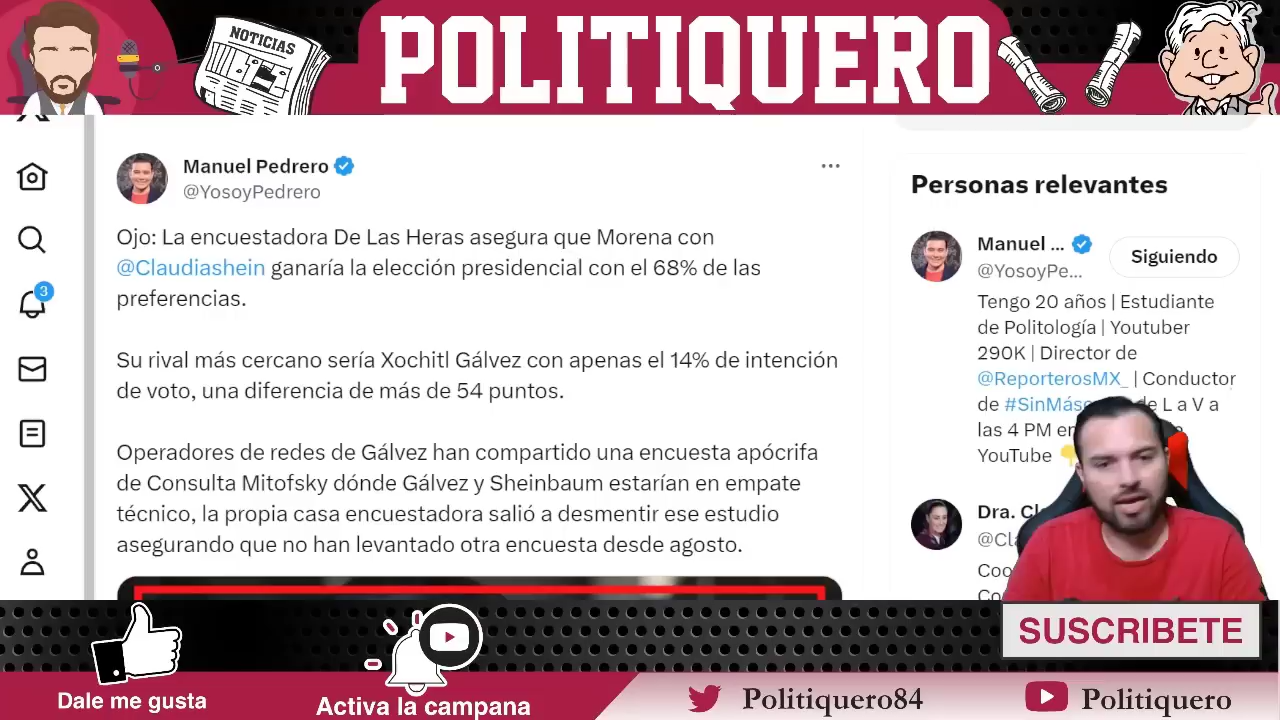 NOTICIAS
POLITIQUERO
Manuel Pedrero
@YosoyPedrero
Ojo: La encuestadora De Las Heras asegura que Morena con
@Claudiashein ganaría la elección presidencial con el 68% de las
preferencias.
Su rival más cercano sería Xochitl Gálvez con apenas el 14% de intención
de voto, una diferencia de más de 54 puntos.
Operadores de redes de Gálvez han compartido una encuesta apócrifa
de Consulta Mitofsky dónde Gálvez y Sheinbaum estarían en empate
técnico, la popia casa encuestadora salió a desmentir ese estudio
asegurando que no han levantado otra encuesta desde agosto.
3
Personas relevantes
Manuel ...
@YosoyPe...
Siguiendo
Tengo 20 años | Estudiante
de Politología | Youtuber
290K | Director de
@ReporterosMX_ | Conductor
de #SinMásc de L a V a
las 4 PM en
YouTube
Dra. Cl
@Cla
Coo
Co
SUSCRIBETE
Dale me gusta
Activa la campana
Politiquero84
Politiquero